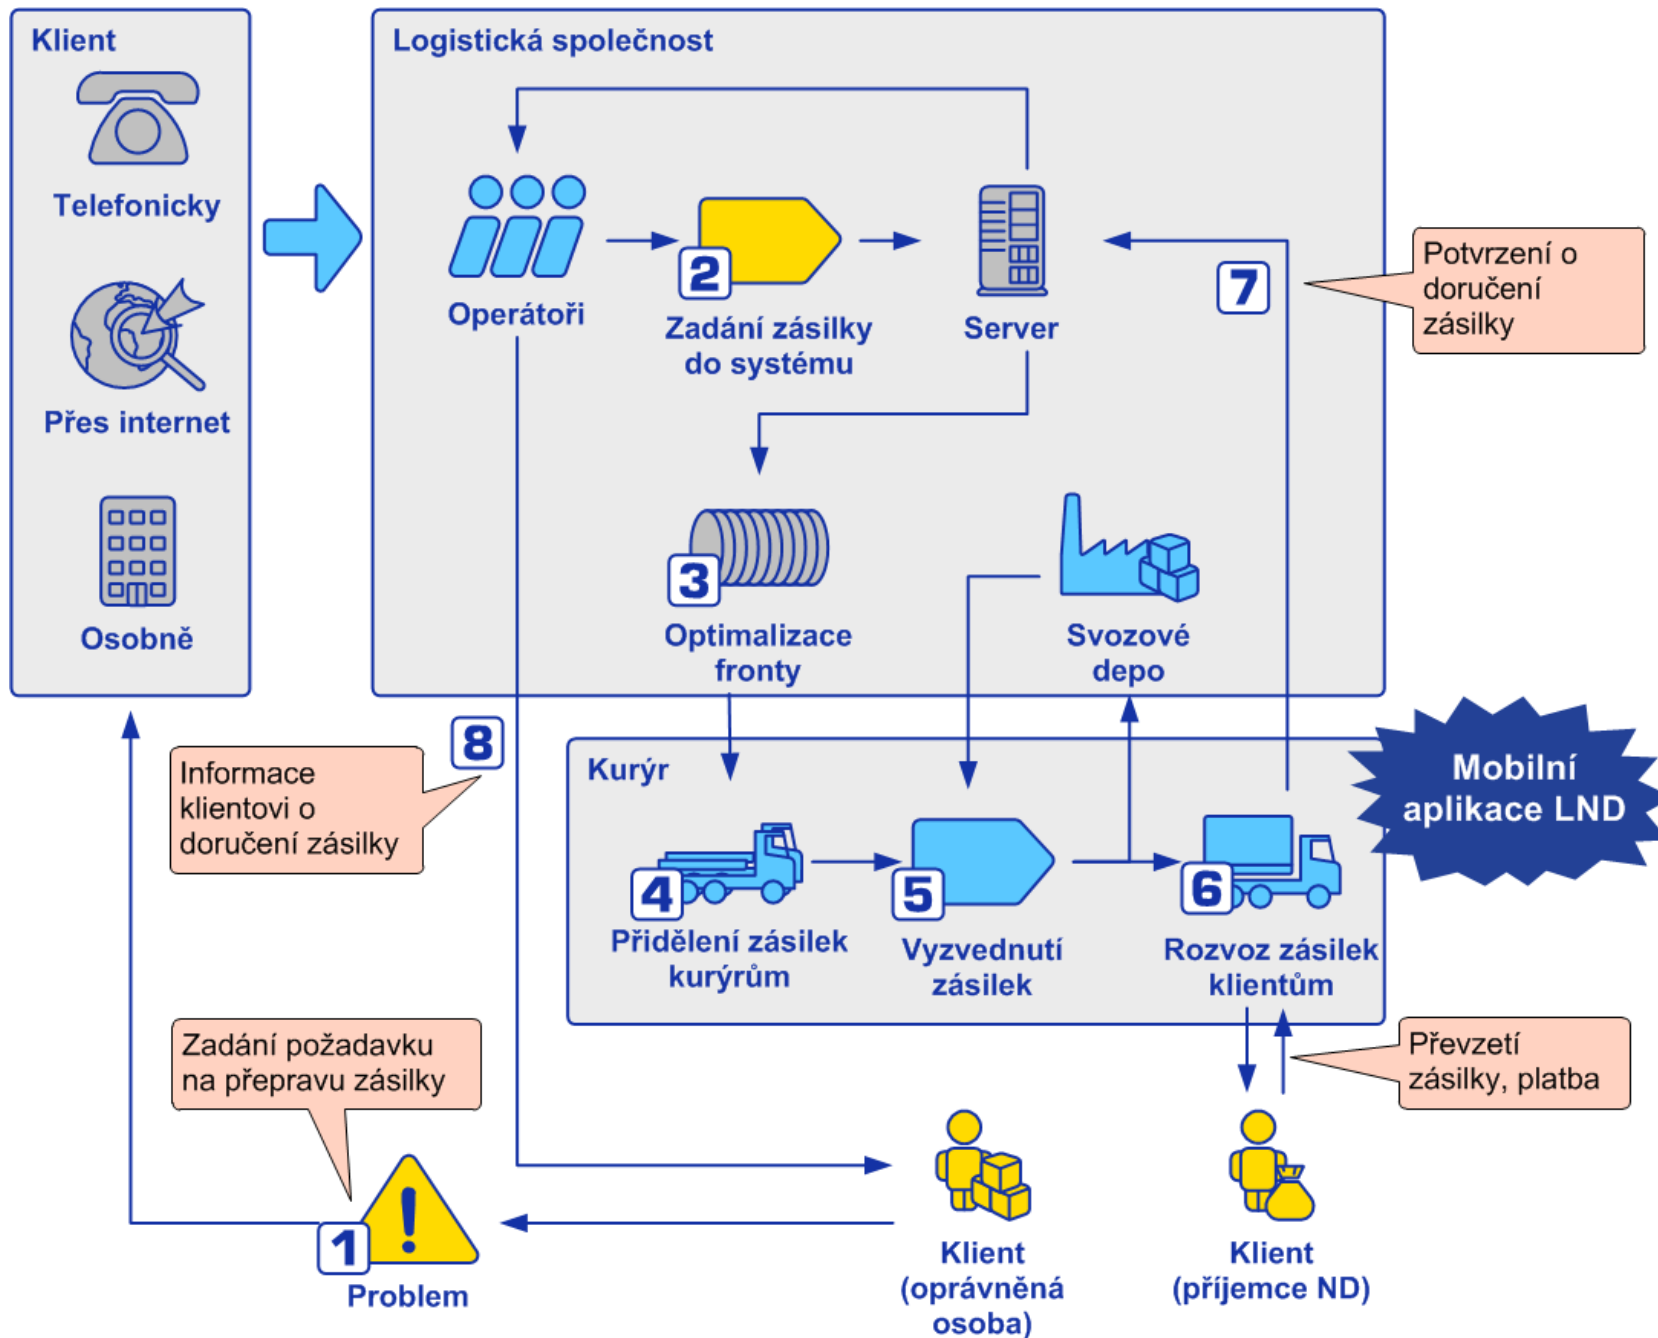 Klient
Telefonicky
Přes internet
Osobně
Logistická společnost
Operátoři
2
Zadání zásilky
do systému
Server
7
Potvrzení o
doručení
zásilky
3
Optimalizace
fronty
Svozové
depo
8
Informace
klientovi o
doručení zásilky
Kurýr
4
Přidělení zásilek
kurýrům
5
Vyzvednutí
zásilek
6
Rozvoz zásilek
klientům
Mobilní
aplikace LND
Zadání požadavku
na přepravu zásilky
Převzetí
zásilky, platba
1
Problem
Klient
(oprávněná
osoba)
Klient
(příjemce ND)